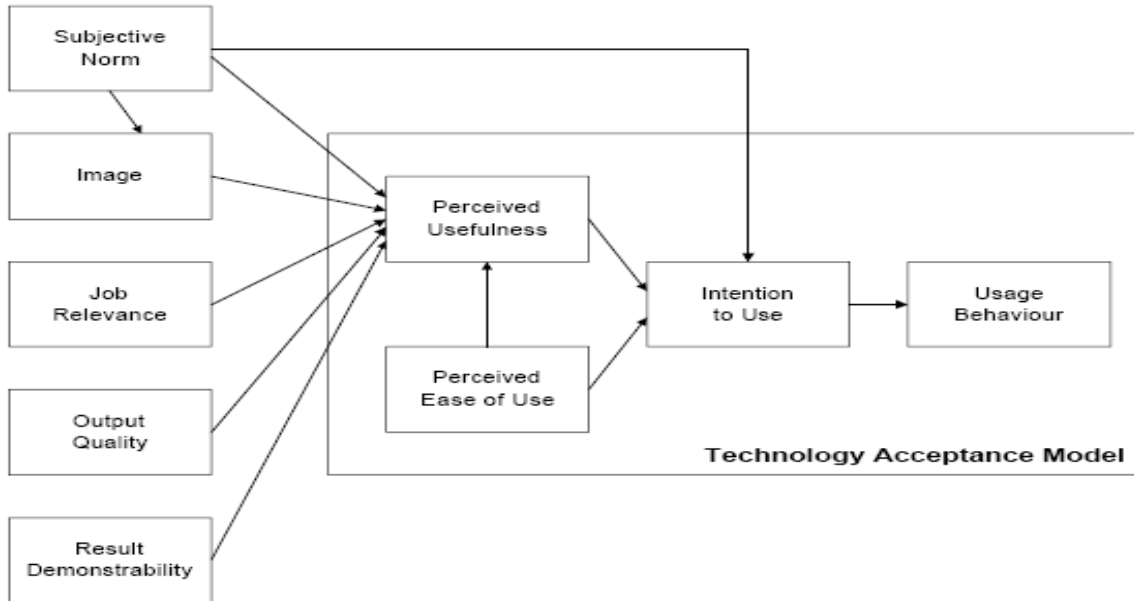 Subjective
Norm
Image
Job
Relevance
Output
Quality
Result
Demonstrability
Perceived
Usefulness
Perceived
Ease of Use
Intention
to Use
Usage
Behaviour
Technology Acceptance Model